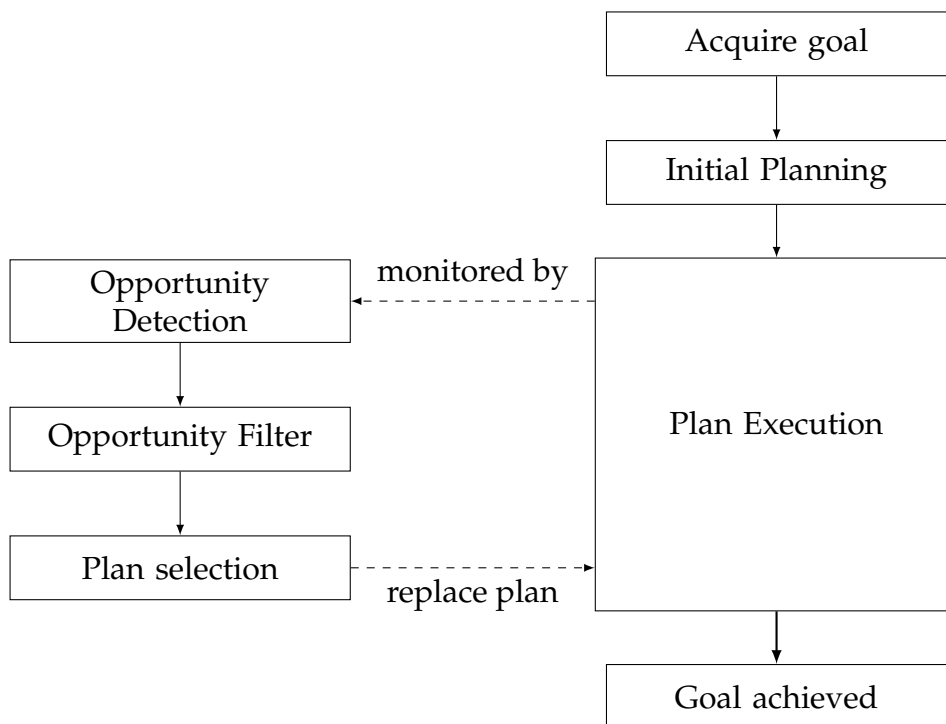 Acquire goal
Initial Planning
monitored by
Opportunity
Detection
Plan Execution
Opportunity Filter
Plan selection
replace plan
Goal achieved